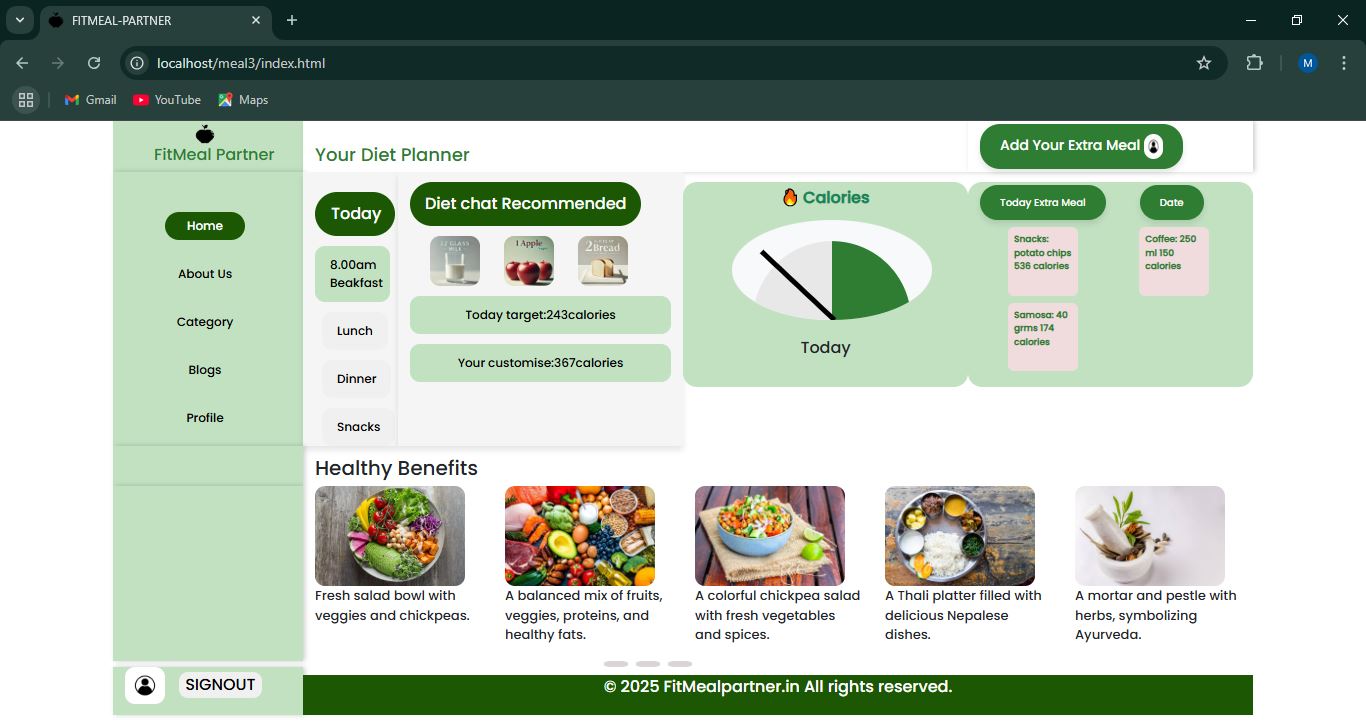 FITMEAL-PARTNER
localhost/meal3/index.html
M
Gmail
YouTube
Maps
FitMeal Partner
Your Diet Planner
Add Your Extra Meal
Home
About Us
Category
Blogs
Profile
Today
8.00am
Beakfast
Lunch
Dinner
Snacks
Diet chat Recommended
1 Apple
2 Bread
Today target:243calories
Your customise:367calories
Calories
Today
Today Extra Meal
Date
Snacks:
potato chips
536 calories
Coffee: 250
ml 150
calories
Samosa: 40
grms 174
calories
Healthy Benefits
Fresh salad bowl with
veggies and chickpeas.
A balanced mix of fruits,
veggies, proteins, and
healthy fats.
A colorful chickpea salad
with fresh vegetables
and spices.
A Thali platter filled with
delicious Nepalese
dishes.
A mortar and pestle with
herbs, symbolizing
Ayurveda.
SIGNOUT
© 2025 FitMealpartner.in All rights reserved.